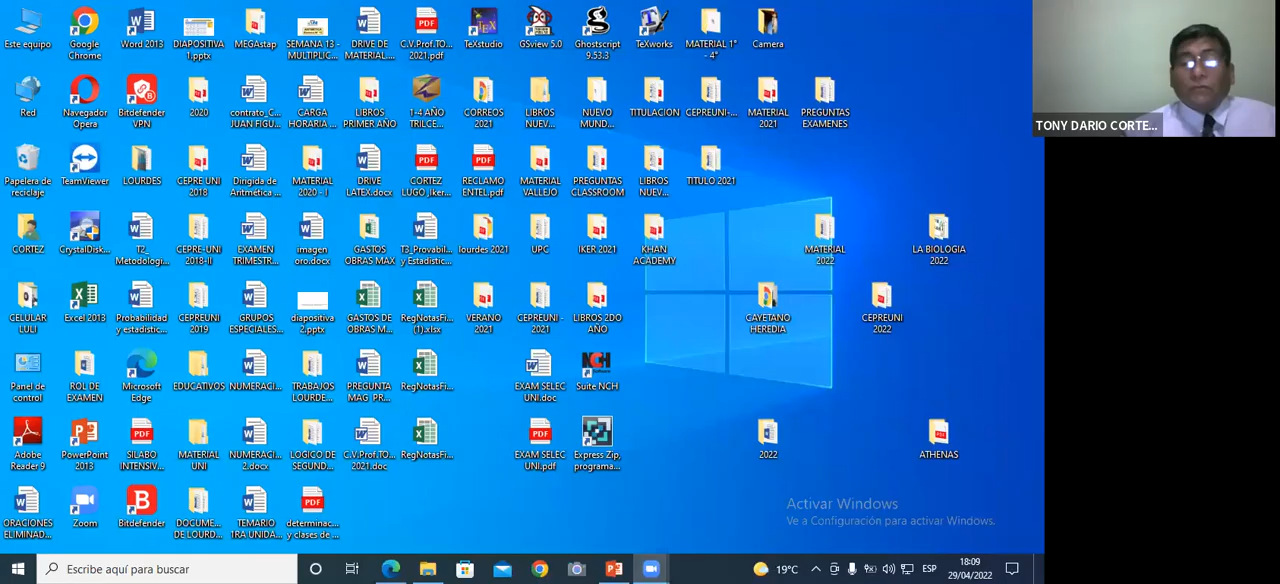 Este equipo
Google
Chrome
Word 2013
DIAPOSITIVA
1.pptx
MEGAstap
SEMANA 13 -
MULTIPLIC...
DRIVE DE
MATERIAL...
C.V.Prof.TO...
2021.pdf
TeXstudio
GSview 5.0
Ghostscript
9.53.3
TeXworks
MATERIAL 1°
- 4°
Camera
TONY DARIO CORTE...
Red
Navegador
Opera
Bitdefender
VPN
2020
contrato_C...
JUAN FIGU...
CARGA
HORARIA ...
LIBROS
PRIMER AÑO
1-4 AÑO
TRILCE...
CORREOS
2021
LIBROS
NUEV...
NUEVO
MUND...
TITULACION
CEPREUNI-...
MATERIAL
2021
PREGUNTAS
EXAMENES
Papelera de
reciclaje
TeamViewer
LOURDES
CEPRE UNI
2018
Dirigida de
Aritmetica ...
MATERIAL
2020 - I
DRIVE
LATEX.docx
CORTEZ
LUGO ,Iker...
RECLAMO
ENTEL.pdf
MATERIAL
VALLEJO
PREGUNTAS
CLASSROOM
LIBROS
NUEV...
TITULO 2021
CORTEZ
CrystalDisk...
T2_
Metodologi...
CEPRE-UNI
2018-II
EXAMEN
TRIMESTR...
imagen
oro.docx
GASTOS
OBRAS MAX
T3_Provabil...
y Estadistic...
lourdes 2021
UPC
IKER 2021
KHAN
ACADEMY
MATERIAL
2022
LA BIOLOGIA
2022
CELULAR
LULI
Excel 2013
Probabilidad
y estadistic...
CEPREUNI
2019
GRUPOS
ESPECIALES...
diapositiva
2.pptx
GASTOS DE
OBRAS M...
RegNotasFi...
(1).xlsx
VERANO
2021
CEPREUNI -
2021
LIBROS 2DO
AÑO
CAYETANO
HEREDIA
CEPREUNI
2022
Panel de
control
ROL DE
EXAMEN
Microsoft
Edge
EDUCATIVOS
NUMERACI...
TRABAJOS
LOURDE...
PREGUNTA
MAG_PR...
RegNotasFi...
EXAM SELEC
UNI.doc
NCH
Suite NCH
Adobe
Reader 9
PowerPoint
2013
SILABO
INTENSIV...
MATERIAL
UNI
NUMERACI...
2.docx
LOGICO DE
SEGUND...
C.V.Prof.TO...
2021.doc
RegNotasFi...
EXAM SELEC
UNI.pdf
Express Zip,
programa...
2022
ATHENAS
ORACIONES
ELIMINAD...
Zoom
Bitdefender
DOCUME...
DE LOURD...
TEMARIO
1RA UNIDA...
determinac...
y clases de ...
Activar Windows
Ve a Configuración para activar Windows.
Escribe aquí para buscar
19°C
ESP
18:09
29/04/2022